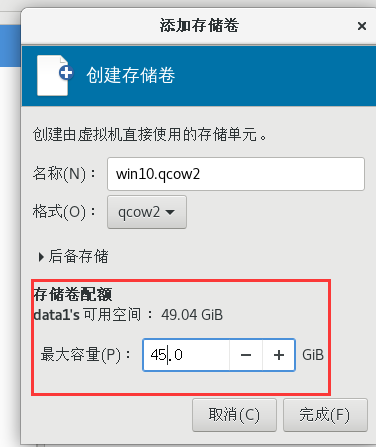 添加存储卷
创建存储卷
创建由虚拟机直接使用的存储单元。
名称(N)： win10.qcow2
格式(O)： qcow2
后备存储
存储卷配额
data1's 可用空间： 49.04 GiB
最大容量(P)： 45.0 GiB
取消(C) 完成(F)